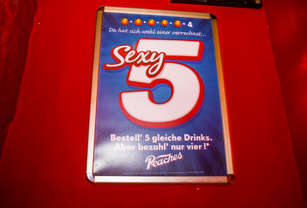 4
Da hat sich wohl einer verrechnet...
Sexy
5
Bestell' 5 gleiche Drinks.
Aber bezahl' nur vier !*
Peaches